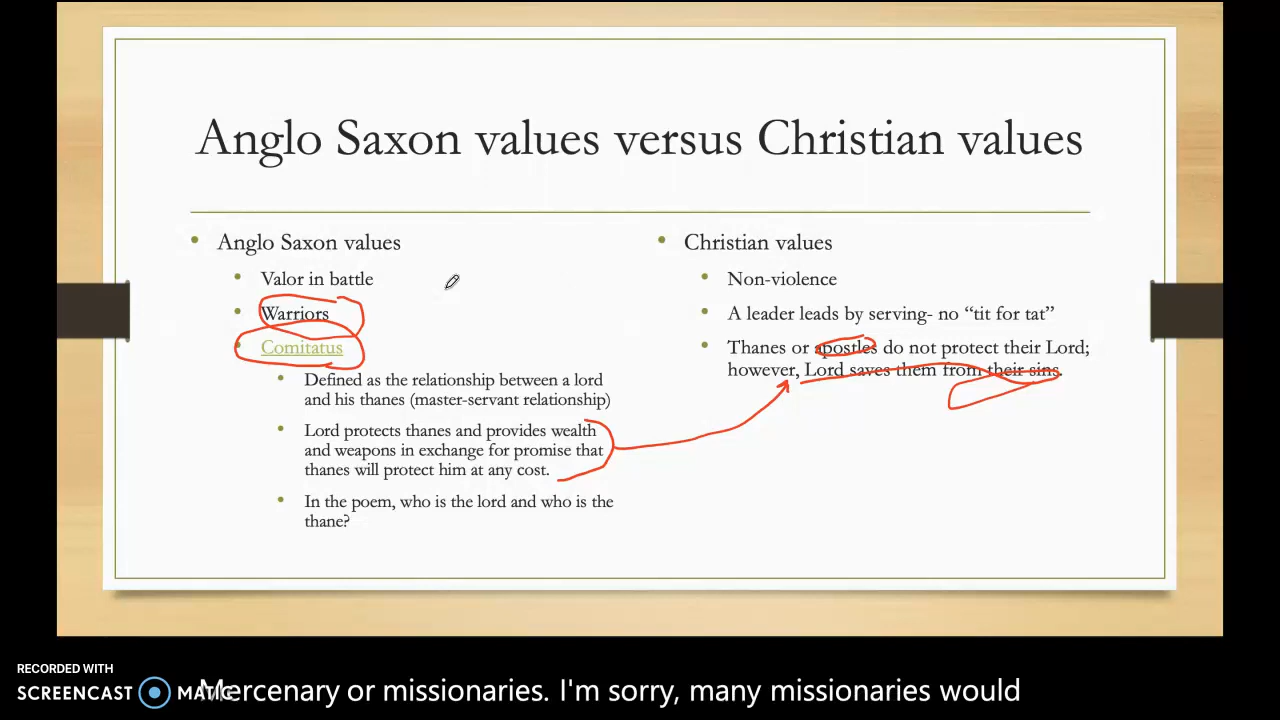 Anglo Saxon values versus Christian values
Anglo Saxon values
Valor in battle
Warriors
Comitatus
Defined as the relationship between a lord
and his thanes (master-servant relationship)
Lord protects thanes and provides wealth
and weapons in exchange for promise that
thanes will protect him at any cost.
In the poem, who is the lord and who is the
thane?
Christian values
Non-violence
A leader leads by serving- no “tit for tat”
Thanes or apostles do not protect their Lord;
however, Lord saves them from their sins.
RECORDED WITH
SCREENCAST MATIC
Mercenary or missionaries. I'm sorry, many missionaries would